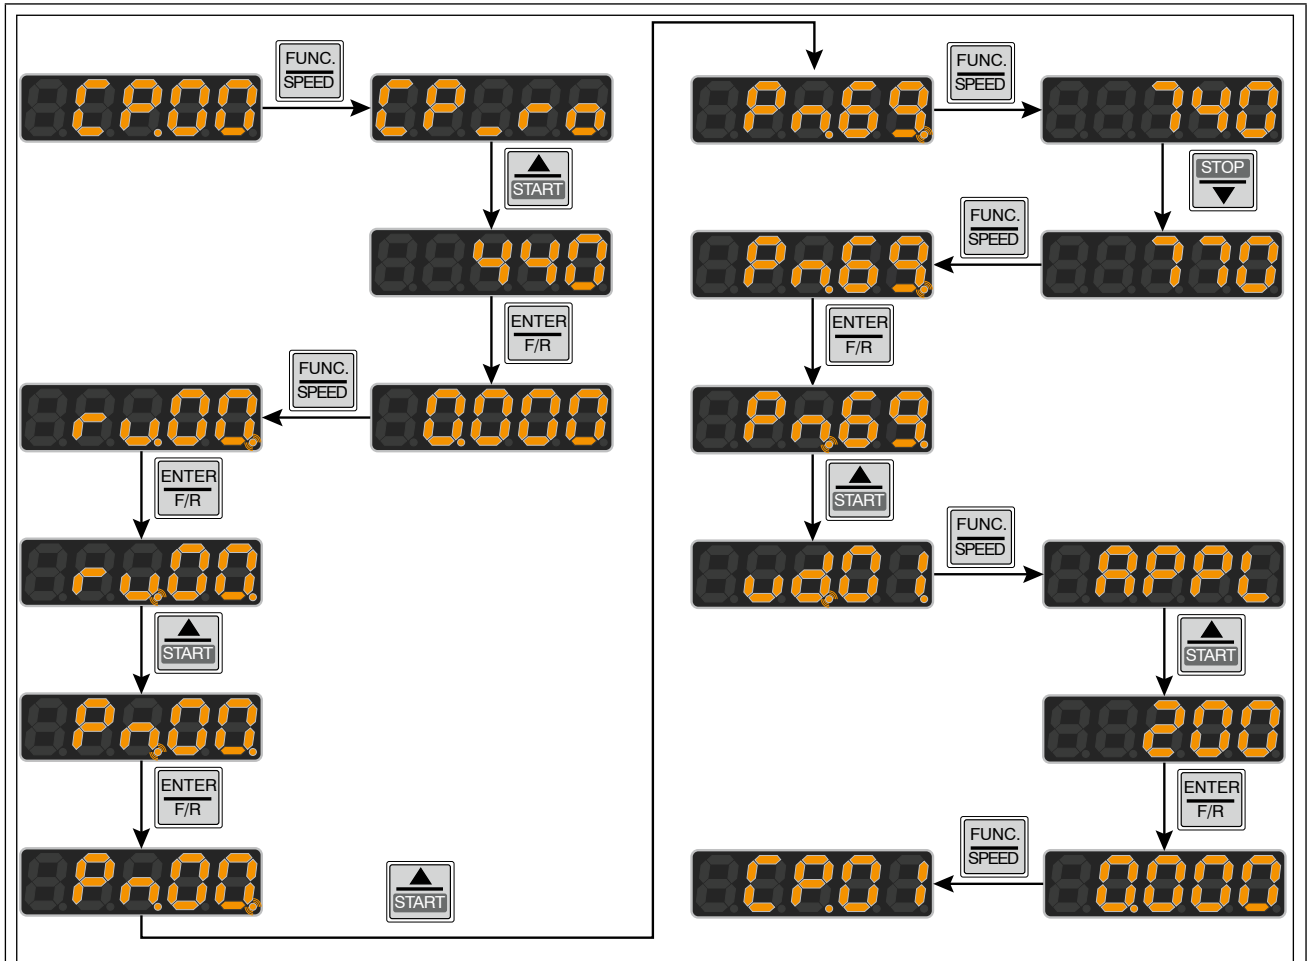 CP.00
FUNC.
SPEED
CP_ro
START
440
ENTER
F/R
0.000
FUNC.
SPEED
ru.00.
ENTER
F/R
ru.00.
START
Pn.00.
ENTER
F/R
Pn.00.
START
Pn.69.
FUNC.
SPEED
740
STOP
770
FUNC.
SPEED
Pn.69.
ENTER
F/R
Pn.69.
START
ud.01.
FUNC.
SPEED
APPL
START
200
ENTER
F/R
0.000
FUNC.
SPEED
CP.01